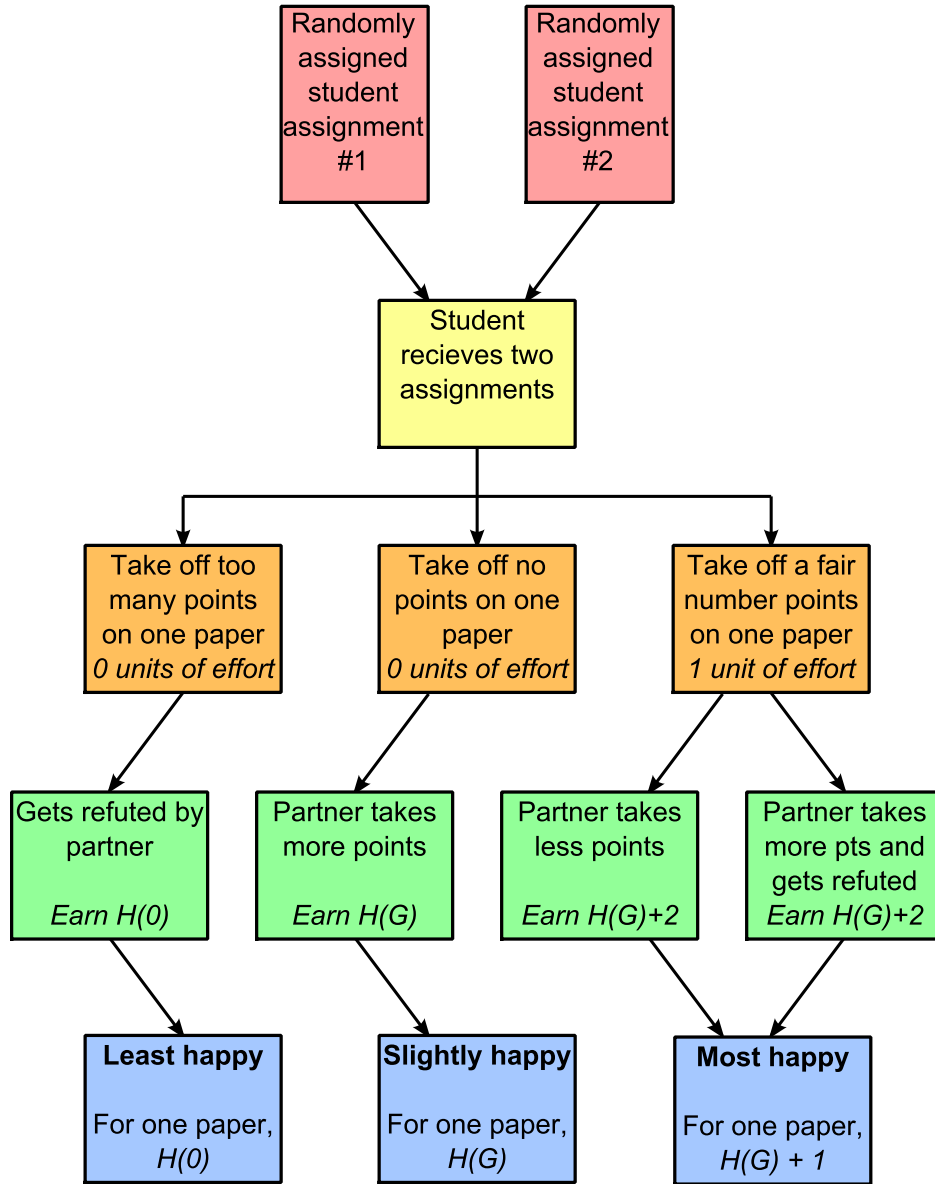 Randomly
assigned
student
assignment
#1
Randomly
assigned
student
assignment
#2
Student
recieves two
assignments
Take off too
many points
on one paper
0 units of effort
Take off no
points on one
paper
0 units of effort
Take off a fair
number points
on one paper
1 unit of effort
Gets refuted by
partner
Earn H(0)
Partner takes
more points
Earn H(G)
Partner takes
less points
Earn H(G)+2
Partner takes
more pts and
gets refuted
Earn H(G)+2
Least happy
For one paper,
H(0)
Slightly happy
For one paper,
H(G)
Most happy
For one paper,
H(G) + 1